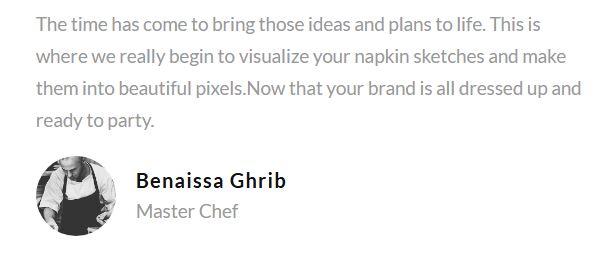 The time has come to bring those ideas and plans to life. This is
where we really begin to visualize your napkin sketches and make
them into beautiful pixels.Now that your brand is all dressed up and
ready to party.
Benaissa Ghrib
Master Chef